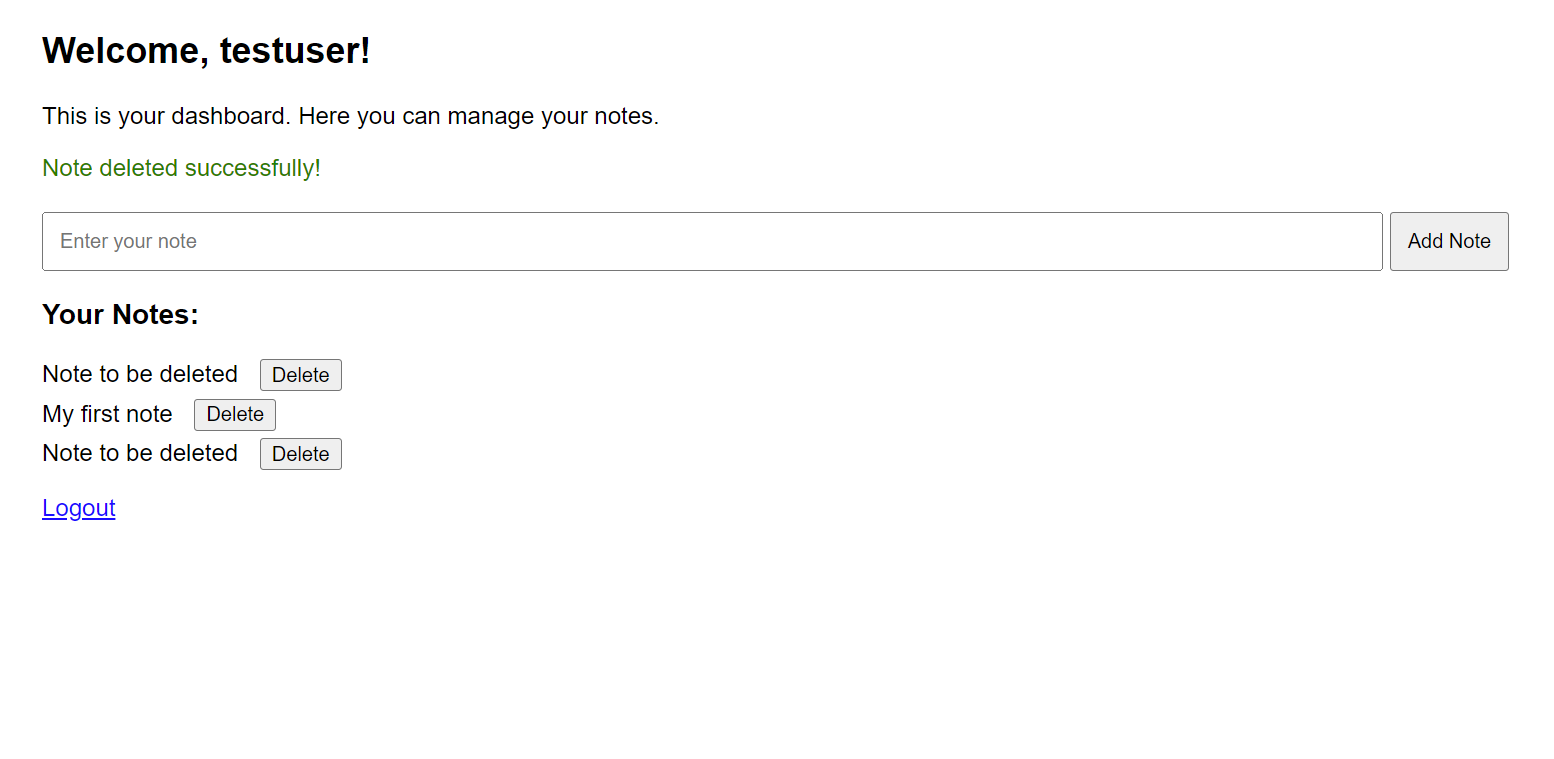 Welcome, testuser!
This is your dashboard. Here you can manage your notes.
Note deleted successfully!
Enter your note Add Note
Your Notes:
Note to be deleted Delete
My first note Delete
Note to be deleted Delete
Logout